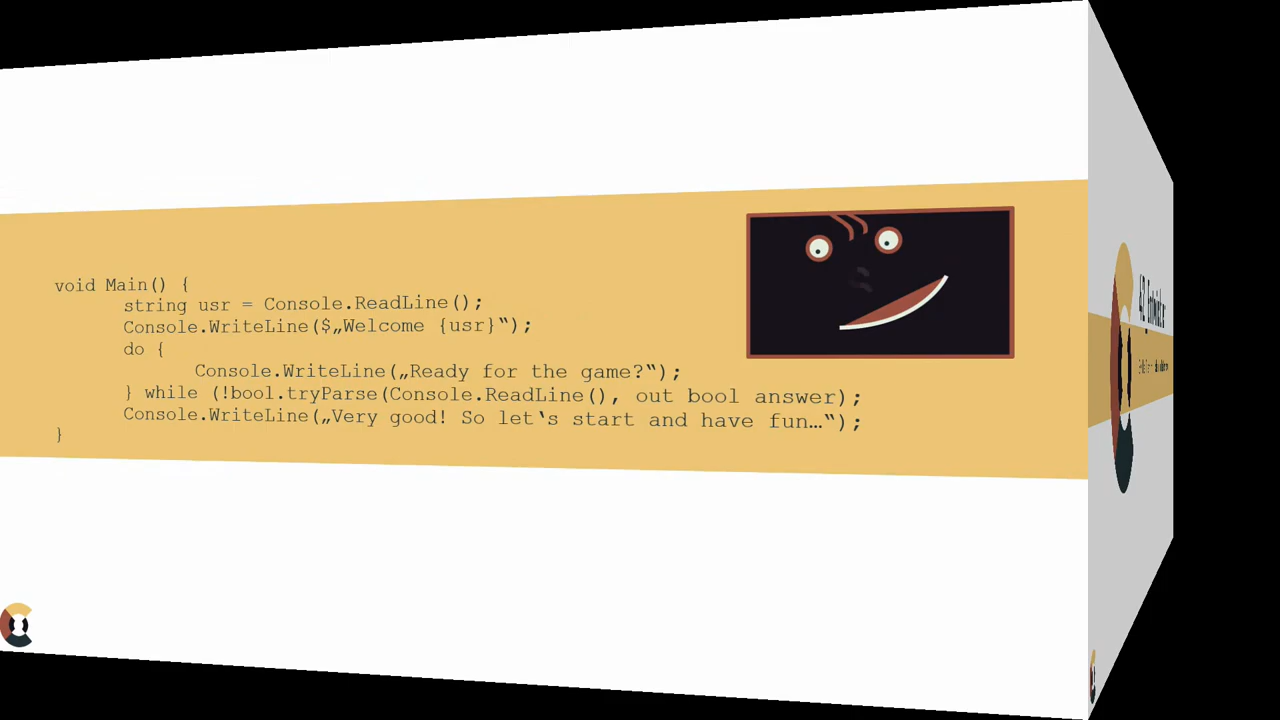 void Main() {
string usr = Console.ReadLine();
Console.WriteLine($„Welcome {usr}‟);
do {
Console.WriteLine(„Ready for the game?‟);
} while (!bool.tryParse(Console.ReadLine(), out bool answer);
Console.WriteLine(„Very good! So let‛s start and have fun…‟);
}